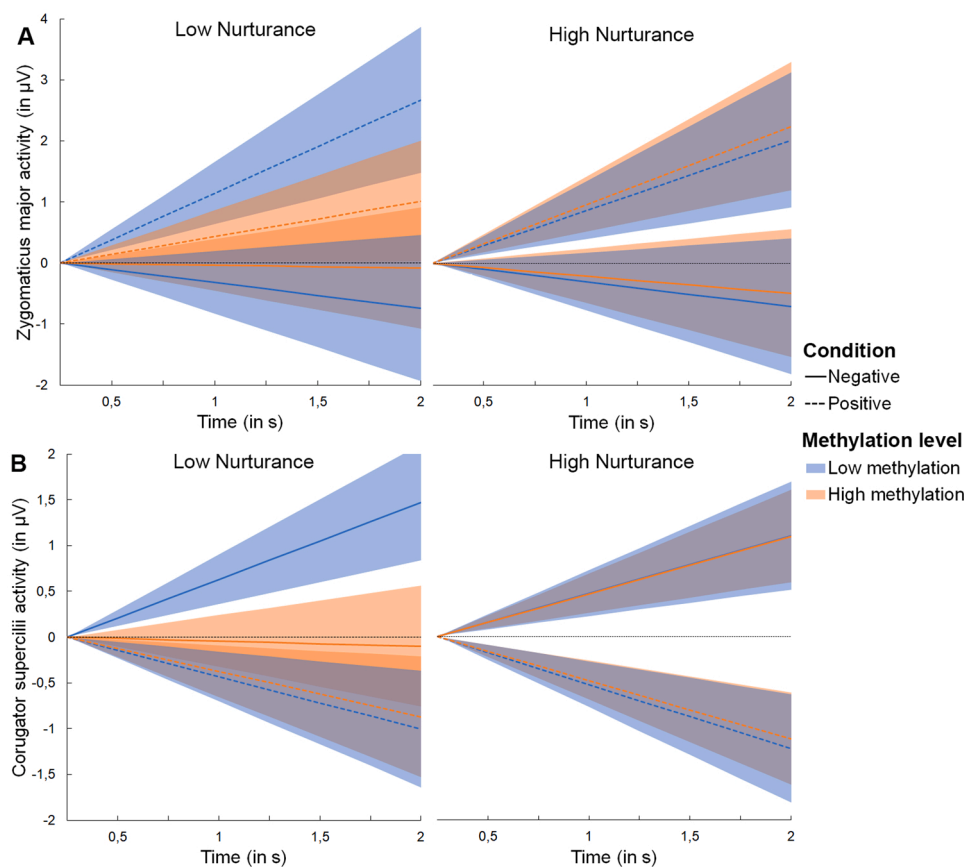 A
Low Nurturance
High Nurturance
Zygomaticus major activity (in µV)
4
3
2
1
0
-1
-2
0,5
1
1,5
2
0,5
1
1,5
2
Time (in s)
Time (in s)
Condition
Negative
Positive
Methylation level
Low methylation
High methylation
B
Low Nurturance
High Nurturance
Corugator supercilii activity (in µV)
2
1,5
1
0,5
0
-0,5
-1
-1,5
-2
0,5
1
1,5
2
0,5
1
1,5
2
Time (in s)
Time (in s)